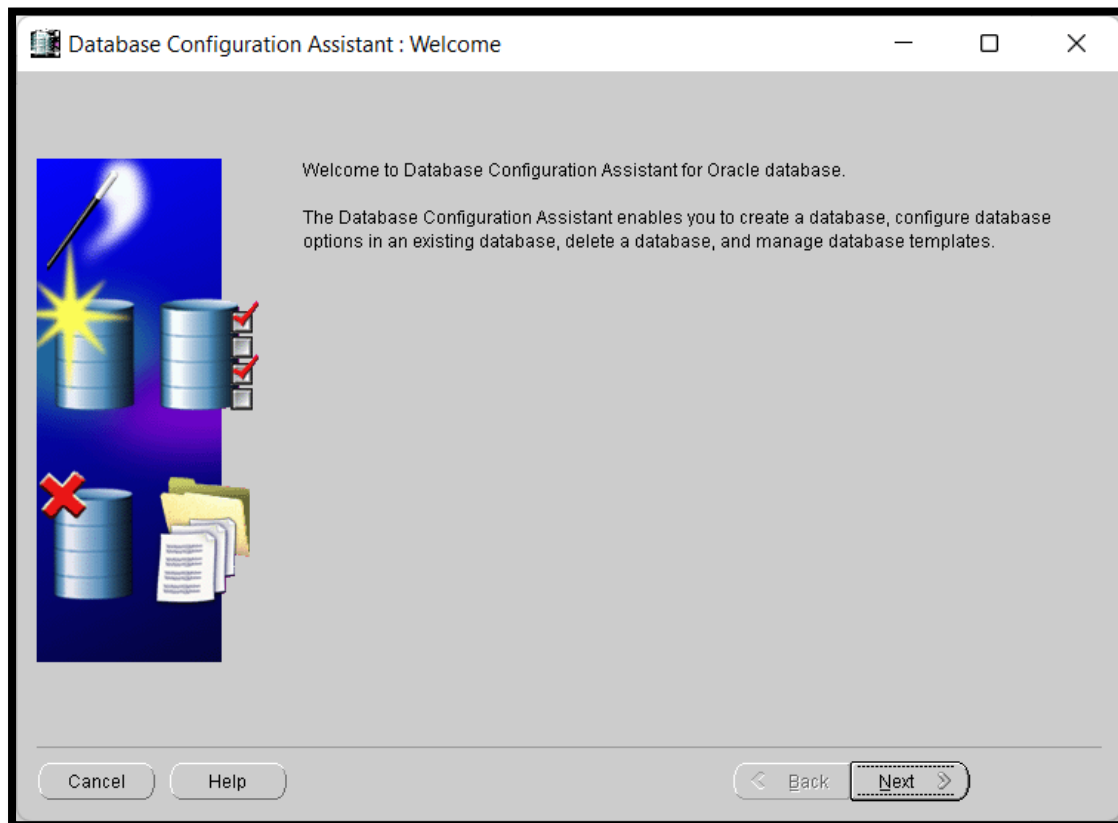 Database Configuration Assistant : Welcome
Welcome to Database Configuration Assistant for Oracle database.
The Database Configuration Assistant enables you to create a database, configure database
options in an existing database, delete a database, and manage database templates.
Cancel
Help
Back
Next